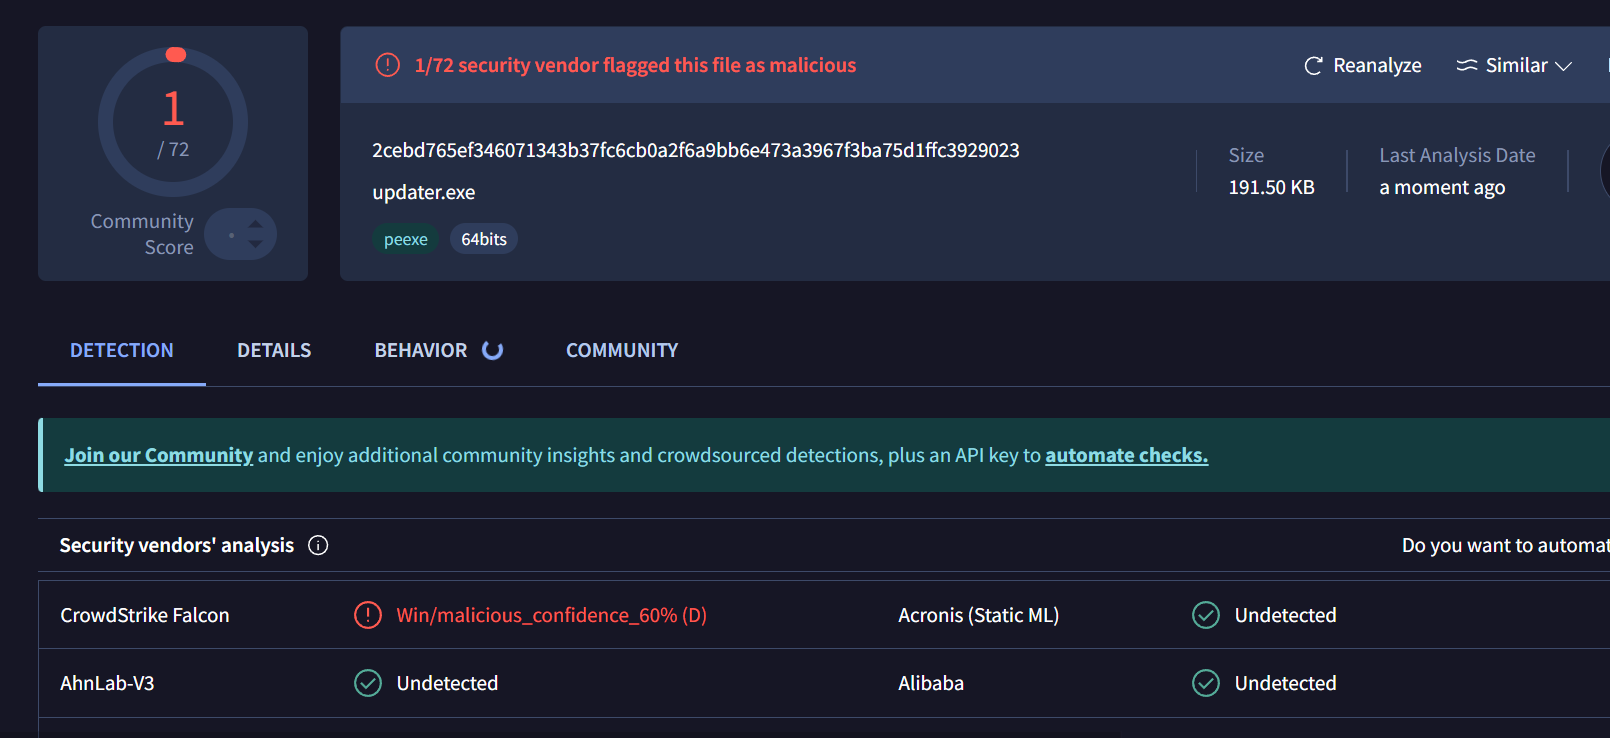 1
/ 72
Community
Score
1/72 security vendor flagged this file as malicious
Reanalyze
Similar
2cebd765ef346071343b37fc6cb0a2f6a9bb6e473a3967f3ba75d1ffc3929023
updater.exe
peexe
64bits
Size
191.50 KB
Last Analysis Date
a moment ago
DETECTION
DETAILS
BEHAVIOR
COMMUNITY
Join our Community and enjoy additional community insights and crowdsourced detections, plus an API key to automate checks.
Security vendors' analysis
Do you want to automat
CrowdStrike Falcon
Win/malicious_confidence_60% (D)
Acronis (Static ML)
Undetected
AhnLab-V3
Undetected
Alibaba
Undetected